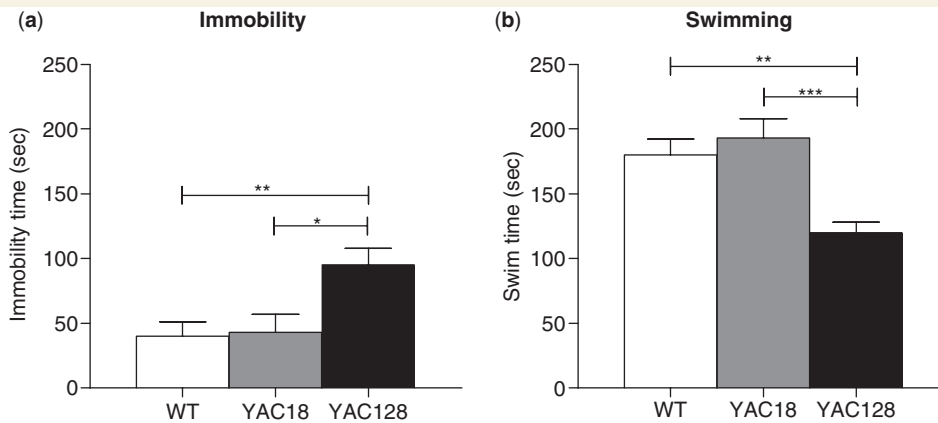 (a) Immobility
Immobility time (sec)
250
200
150
100
50
0
**
*
WT YAC18 YAC128
(b) Swimming
Swim time (sec)
250
200
150
100
50
0
**
***
WT YAC18 YAC128